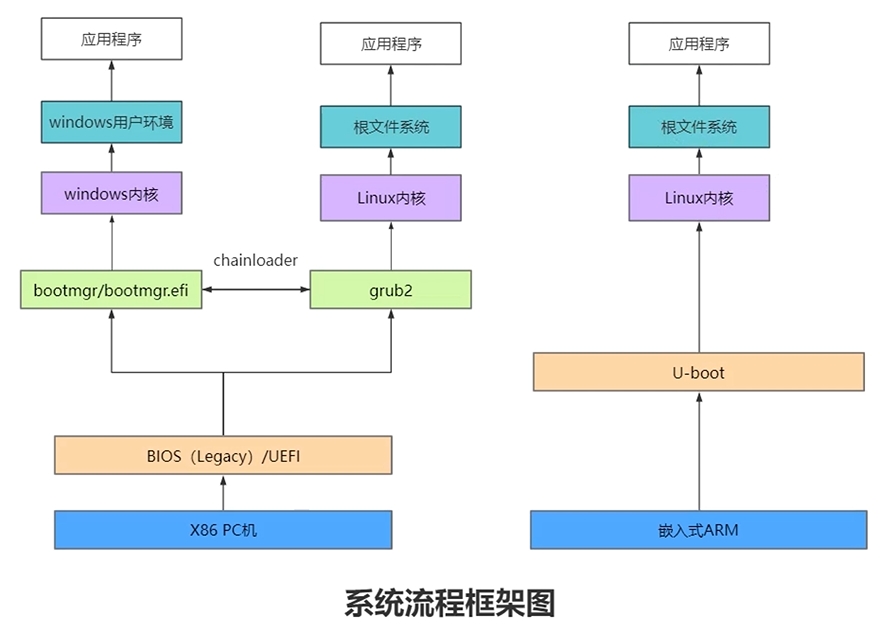 应用程序
应用程序
应用程序
windows用户环境
根文件系统
根文件系统
windows内核
Linux内核
Linux内核
chainloader
bootmgr/bootmgr.efi
grub2
U-boot
BIOS（Legacy）/UEFI
X86 PC机
嵌入式ARM
系统流程框架图